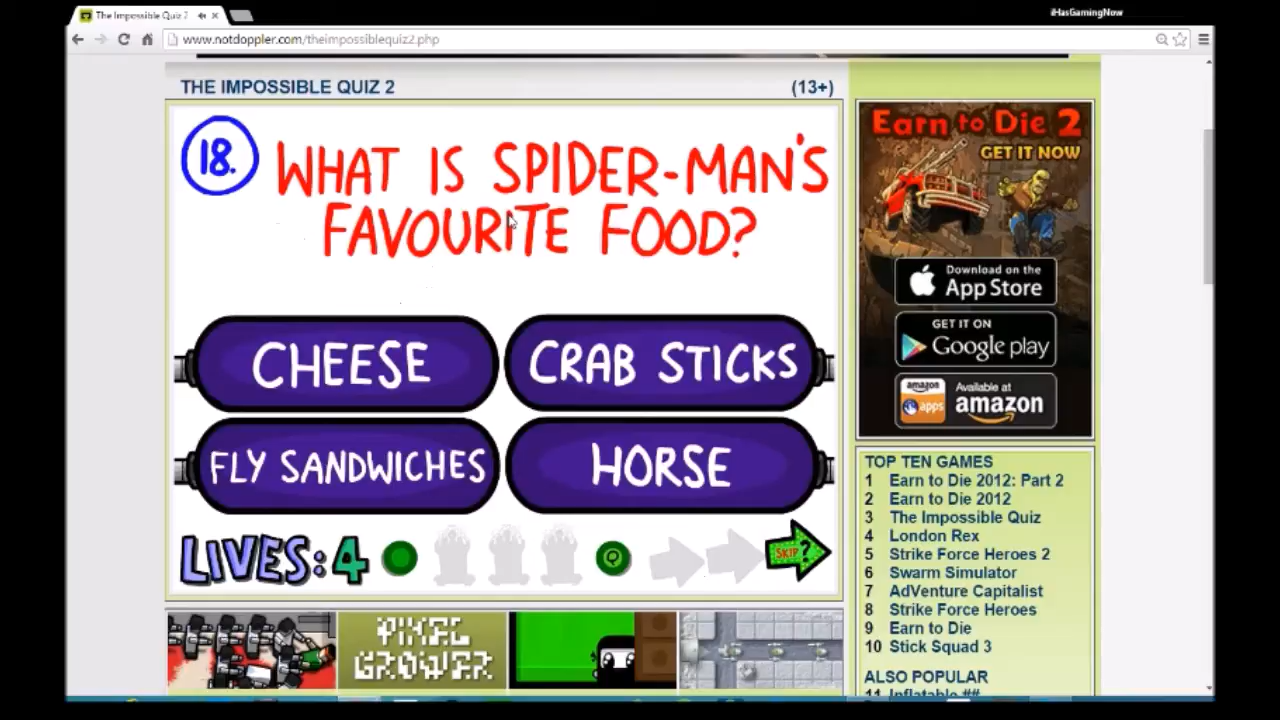 The Impossible Quiz 2
iHasGamingNow
www.notdoppler.com/theimpossiblequiz2.php
THE IMPOSSIBLE QUIZ 2
(13+)
18.
WHAT IS SPIDER-MAN'S
FAVOURITE FOOD?
CHEESE
CRAB STICKS
FLY SANDWICHES
HORSE
LIVES: 4
SKIP?
PIXEL
GROWER
Earn to Die 2
GET IT NOW
Download on the
App Store
GET IT ON
Google play
amazon
apps
Available at
amazon
TOP TEN GAMES
1 Earn to Die 2012: Part 2
2 Earn to Die 2012
3 The Impossible Quiz
4 London Rex
5 Strike Force Heroes 2
6 Swarm Simulator
7 AdVenture Capitalist
8 Strike Force Heroes
9 Earn to Die
10 Stick Squad 3
ALSO POPULAR
11 Inflatable ##